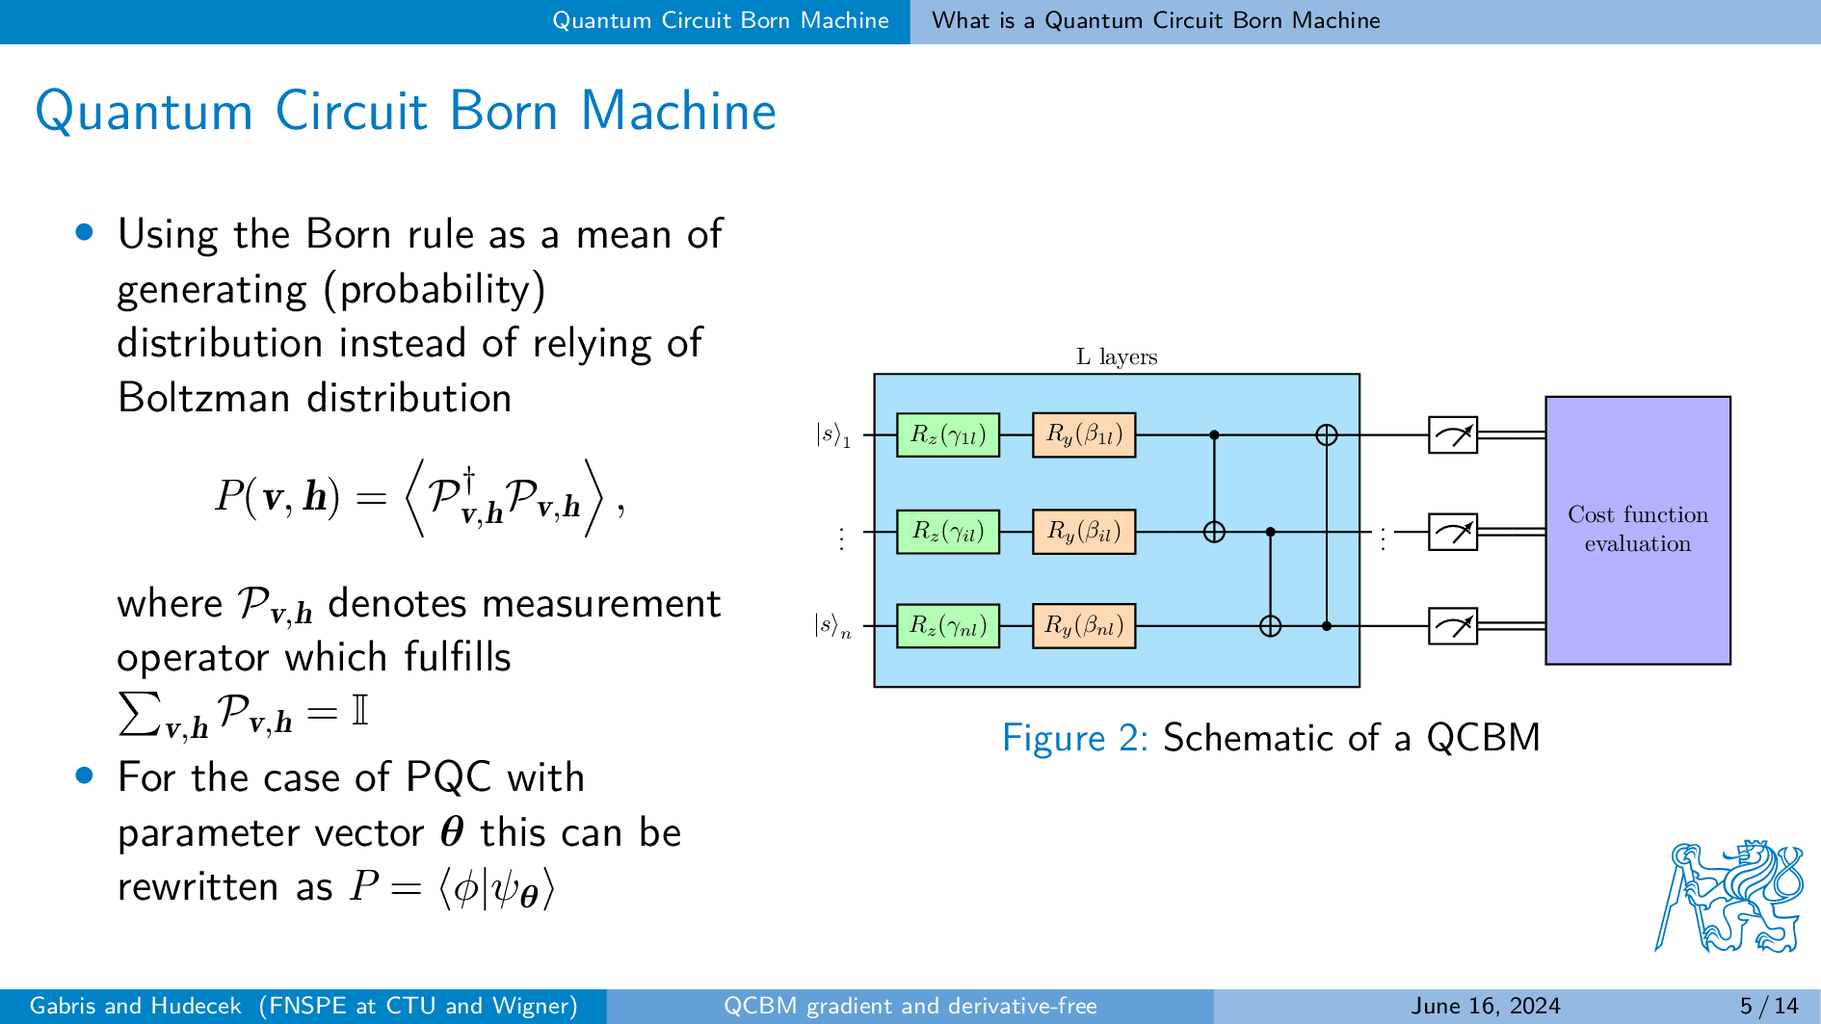 Quantum Circuit Born Machine
What is a Quantum Circuit Born Machine
Quantum Circuit Born Machine
• Using the Born rule as a mean of
generating (probability)
distribution instead of relying of
Boltzman distribution
P(v, h) = ⟨𝒫†v,h 𝒫v,h⟩ ,
where 𝒫v,h denotes measurement
operator which fulfills
∑v,h 𝒫v,h = 𝕀
• For the case of PQC with
parameter vector θ this can be
rewritten as P = ⟨ϕ|ψθ⟩
L layers
|s⟩1 Rz(γ1l) Ry(β1l)
⋮ Rz(γil) Ry(βil) ⋮
|s⟩n Rz(γnl) Ry(βnl)
Cost function
evaluation
Figure 2: Schematic of a QCBM
Gabris and Hudecek (FNSPE at CTU and Wigner)
QCBM gradient and derivative-free
June 16, 2024
5 / 14